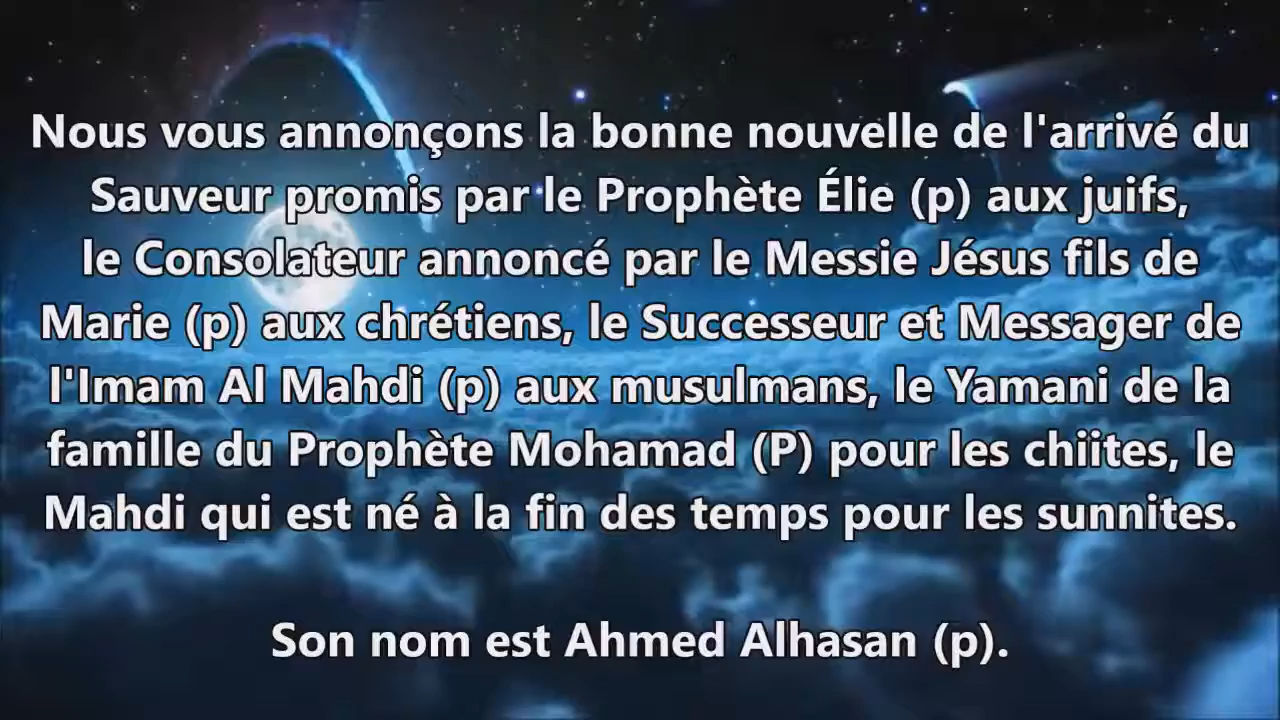 Nous vous annonçons la bonne nouvelle de l'arrivé du
Sauveur promis par le Prophète Élie (p) aux juifs,
le Consolateur annoncé par le Messie Jésus fils de
Marie (p) aux chrétiens, le Successeur et Messager de
l'Imam Al Mahdi (p) aux musulmans, le Yamani de la
famille du Prophète Mohamad (P) pour les chiites, le
Mahdi qui est né à la fin des temps pour les sunnites.
Son nom est Ahmed Alhasan (p).